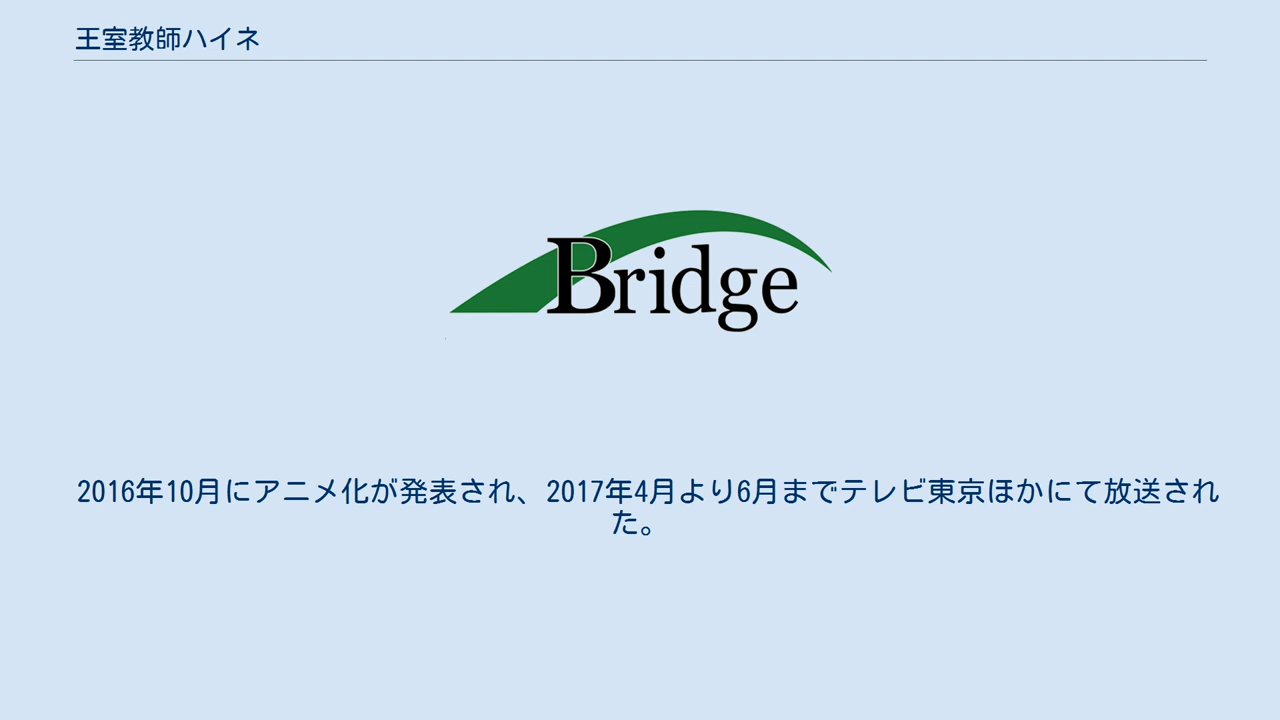 王室教師ハイネ
Bridge
2016年10月にアニメ化が発表され、2017年4月より6月までテレビ東京ほかにて放送され
た。